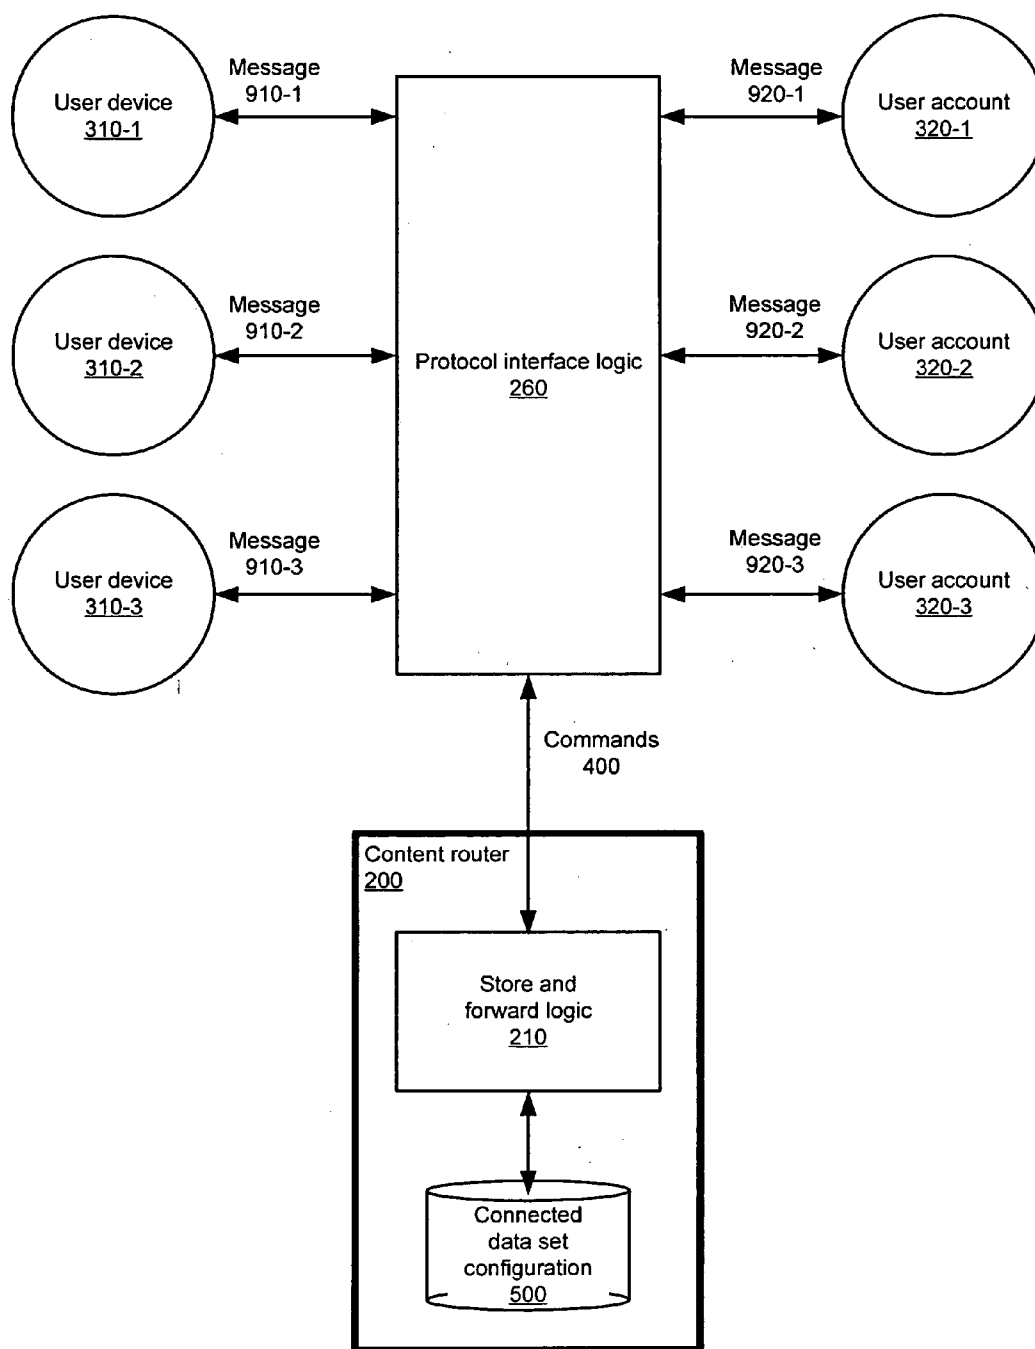 Message
910-1
User device
310-1
Message
920-1
User account
320-1
Message
910-2
User device
310-2
Protocol interface logic
260
Message
920-2
User account
320-2
Message
910-3
User device
310-3
Message
920-3
User account
320-3
Commands
400
Content router
200
Store and
forward logic
210
Connected
data set
configuration
500